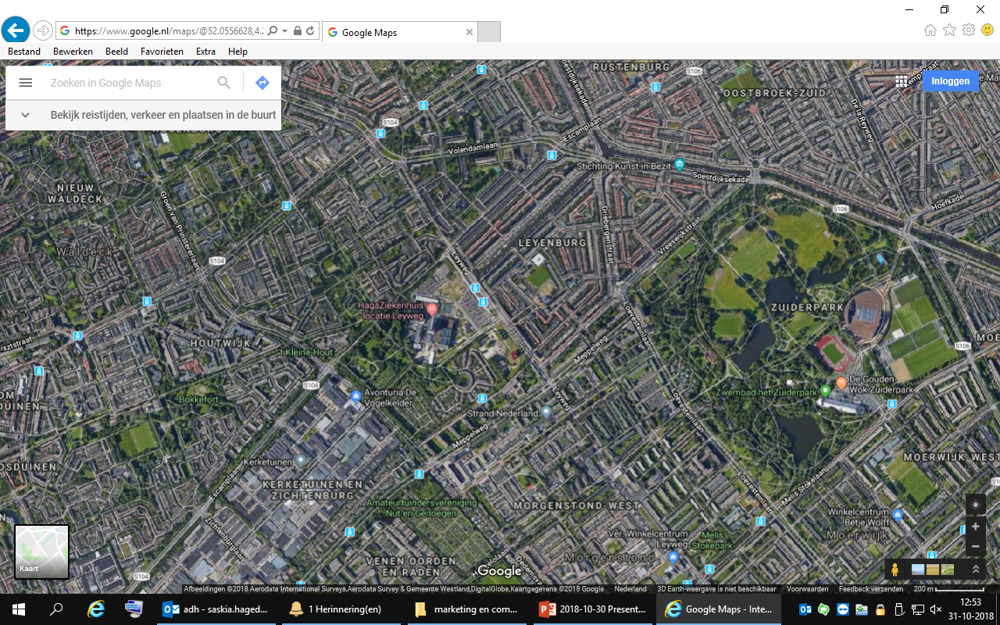 https://www.google.nl/maps/@52.0556628,4.2
Google Maps
Bestand Bewerken Beeld Favorieten Extra Help
Zoeken in Google Maps
Bekijk reistijden, verkeer en plaatsen in de buurt
Inloggen
RUSTENBURG
S106
OOSTBROEK-ZUID
Soestdijksekade
De la Reyweg
S104
Escamplaan
Volendamlaan
Stichting Kunst in Bezit
Soestdijksekade
NIEUW
WALDECK
Groen van Prinstererlaan
Hoefkade
S106
Driebergenstraat
Vreeswijkstraat
Waldeck
S104
Leyweg
LEYENBURG
HagaZiekenhuis
locatie Leyweg
ZUIDERPARK
Loevesteinlaan
HOUTWIJK
't Kleine Hout
Meppelweg
S106
S104
Avonturia De
Vogelkelder
De Gouden
Wok Zuiderpark
Zwembad het Zuiderpark
Bokkefort
Strand Nederland
Leyweg
Loevesteinlaan
DUINEN
Meppelweg
Kerketuinen
MOERWIJK-WEST
OSDUINEN
KERKETUINEN EN
ZICHTENBURG
Escamplaan
Loevesteinlaan
Melis Stokelaan
Amateurtuindersvereniging
Nut en Genoegen
MORGENSTOND-WEST
Winkelcentrum
Betje Wolff
Moerwijk
Zichtenburglaan
Ver. Winkelcentrum
Leyweg
Melis
Stokepark
Morgenstond
VENEN OORDEN
EN RADEN
S104
Kaart
Google
Afbeeldingen ©2018 Aerodata International Surveys,Aerodata Survey & Gemeente Westland,DigitalGlobe,Kaartgegevens ©2018 Google Nederland 3D Earth-weergave is niet beschikbaar Voorwaarden Feedback verzenden 200 m
adh - saskia.haged... 1 Herinnering(en) marketing en com... 2018-10-30 Present... Google Maps - Inte...
12:53
31-10-2018